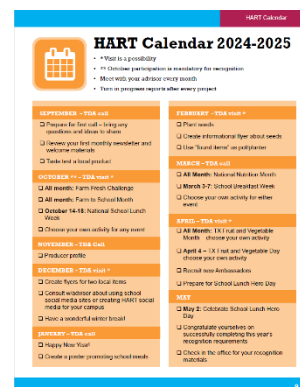 HART Calendar
HART Calendar 2024-2025
• * Visit is a possibility
• ** October participation is mandatory for recognition
• Meet with your advisor every month
• Turn in progress reports after every project
SEPTEMBER – TDA call
❑ Prepare for first call – bring any
questions and ideas to share
❑ Review your first monthly newsletter and
welcome materials
❑ Taste test a local product
OCTOBER ** – TDA visit *
❑ All month: Farm Fresh Challenge
❑ All month: Farm to School Month
❑ October 14-18: National School Lunch
Week
❑ Choose your own activity for any event
NOVEMBER – TDA Call
❑ Producer profile
DECEMBER – TDA visit *
❑ Create flyers for two local items
❑ Consult w/advisor about using school
social media sites or creating HART social
media for your campus
❑ Have a wonderful winter break!
JANUARY – TDA call
❑ Happy New Year!
❑ Create a poster promoting school meals
FEBRUARY – TDA visit *
❑ Plant seeds
❑ Create informational flyer about seeds
❑ Use "found items" as pot/planter
MARCH – TDA call
❑ All Month: National Nutrition Month
❑ March 3-7: School Breakfast Week
❑ Choose your own activity for either
event
APRIL – TDA visit *
❑ All Month: TX Fruit and Vegetable
Month – choose your own activity
❑ April 4 – TX Fruit and Vegetable Day
choose your own activity
❑ Recruit new Ambassadors
❑ Prepare for School Lunch Hero Day
MAY
❑ May 2: Celebrate School Lunch Hero
Day
❑ Congratulate yourselves on
successfully completing this year's
recognition requirements
❑ Check in the office for your recognition
materials